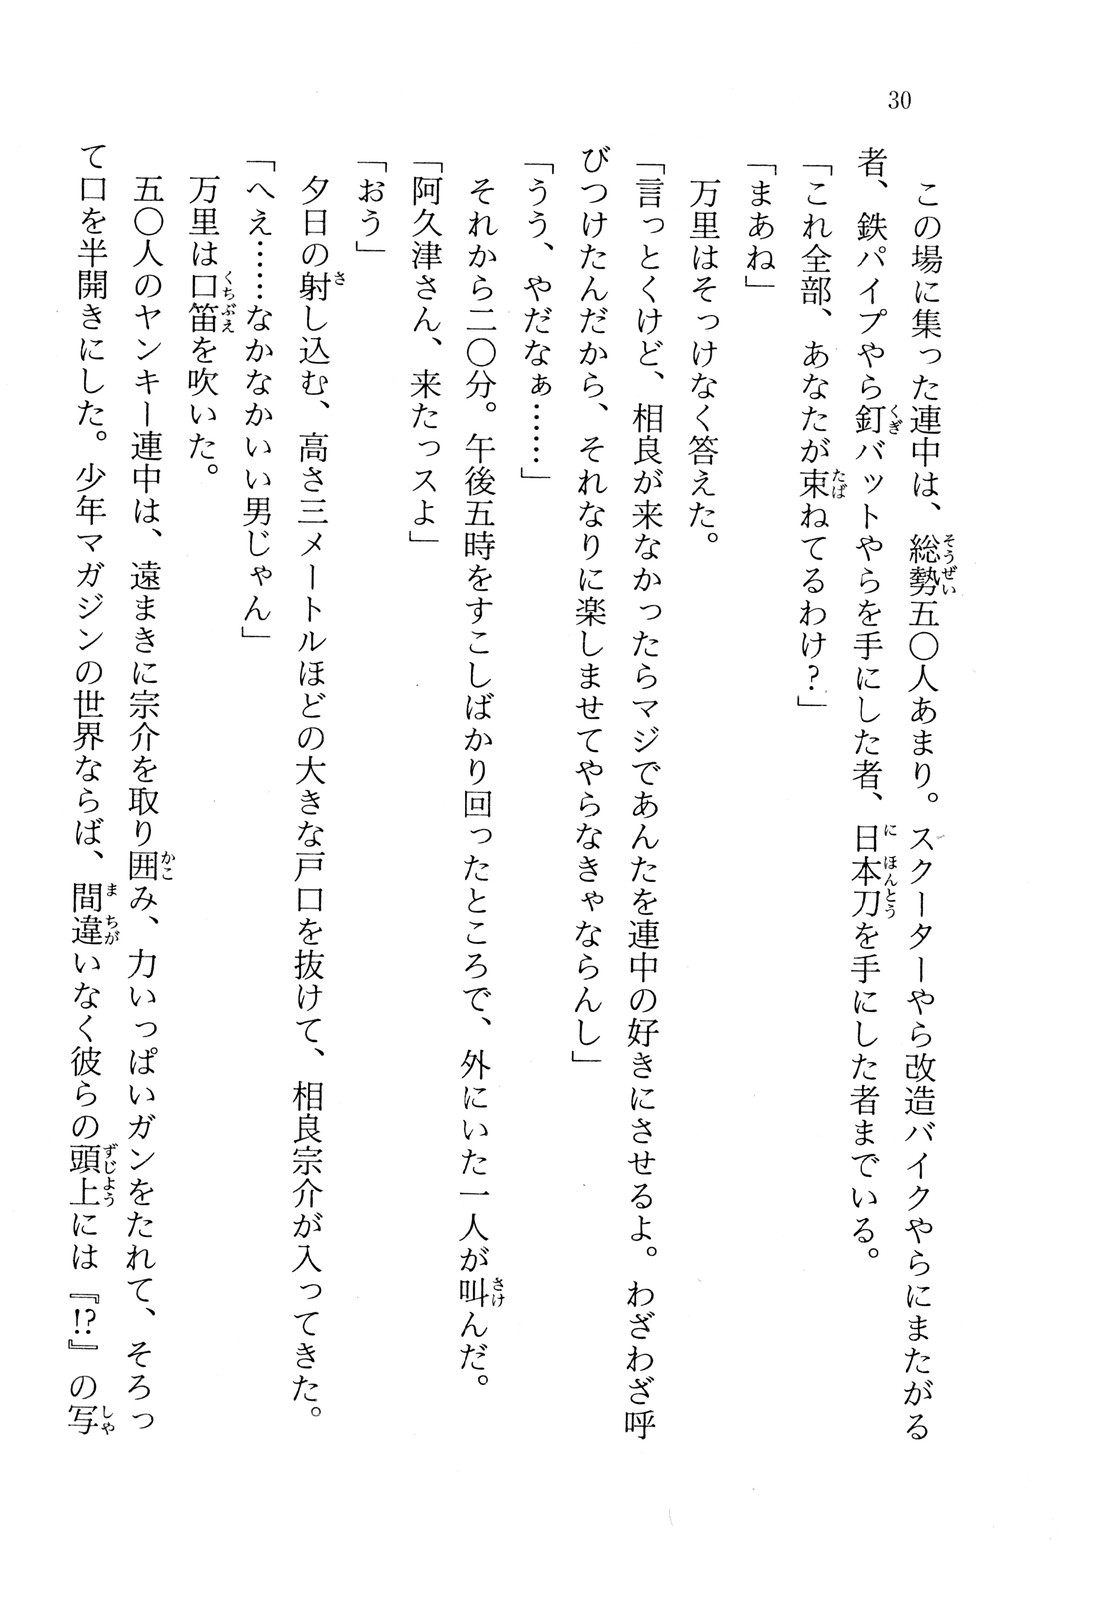 30
　この場に集った連中は、総勢五〇人あまり。スクーターやら改造バイクやらにまたがる
者、鉄パイプやら釘バットやらを手にした者、日本刀を手にした者までいる。
「これ全部、あなたが束ねてるわけ？」
「まあね」
　万里はそっけなく答えた。
「言っとくけど、相良が来なかったらマジであんたを連中の好きにさせるよ。わざわざ呼
びつけたんだから、それなりに楽しませてやらなきゃならんし」
「うう、やだなぁ……」
　それから二〇分。午後五時をすこしばかり回ったところで、外にいた一人が叫んだ。
「阿久津さん、来たっスよ」
「おう」
　夕日の射し込む、高さ三メートルほどの大きな戸口を抜けて、相良宗介が入ってきた。
「へえ……なかなかいい男じゃん」
　万里は口笛を吹いた。
　五〇人のヤンキー連中は、遠まきに宗介を取り囲み、力いっぱいガンをたれて、そろっ
て口を半開きにした。少年マガジンの世界ならば、間違いなく彼らの頭上には『!?』の写